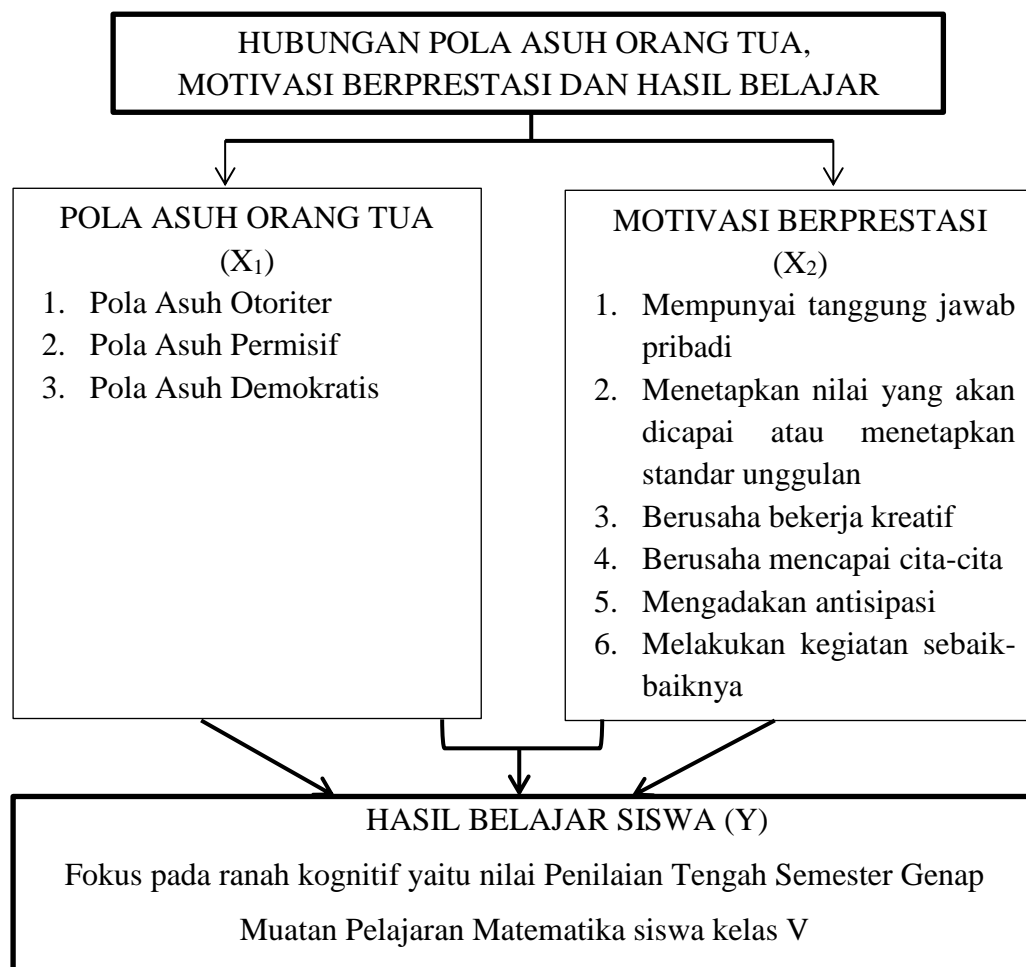 HUBUNGAN POLA ASUH ORANG TUA,
MOTIVASI BERPRESTASI DAN HASIL BELAJAR
POLA ASUH ORANG TUA
(X₁)
1. Pola Asuh Otoriter
2. Pola Asuh Permisif
3. Pola Asuh Demokratis
MOTIVASI BERPRESTASI
(X₂)
1. Mempunyai tanggung jawab
pribadi
2. Menetapkan nilai yang akan
dicapai atau menetapkan
standar unggulan
3. Berusaha bekerja kreatif
4. Berusaha mencapai cita-cita
5. Mengadakan antisipasi
6. Melakukan kegiatan sebaik-
baiknya
HASIL BELAJAR SISWA (Y)
Fokus pada ranah kognitif yaitu nilai Penilaian Tengah Semester Genap
Muatan Pelajaran Matematika siswa kelas V